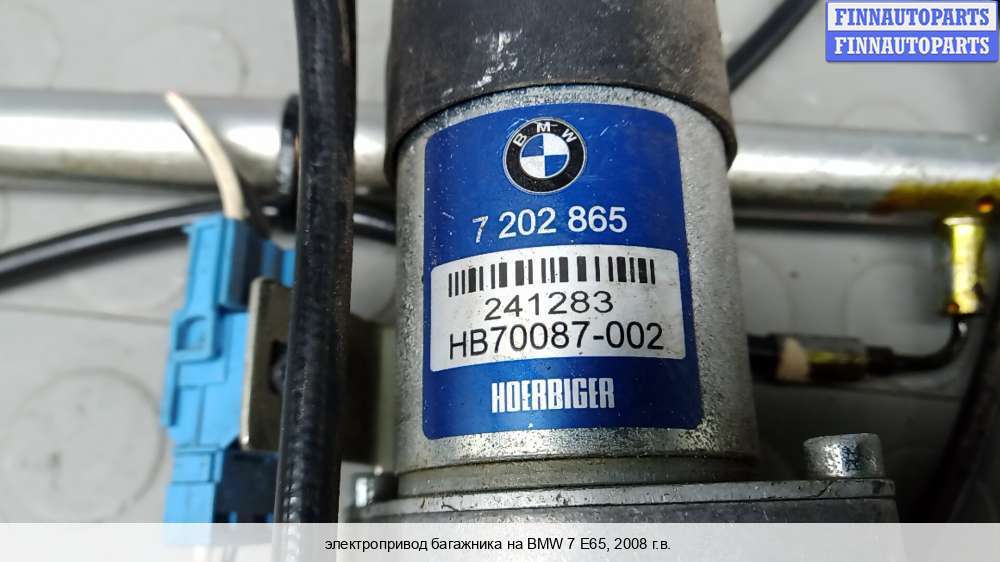 FINNAUTOPARTS
FINNAUTOPARTS
BMW
7 202 865
241283
HB70087-002
HOERBIGER
электропривод багажника на BMW 7 E65, 2008 г.в.